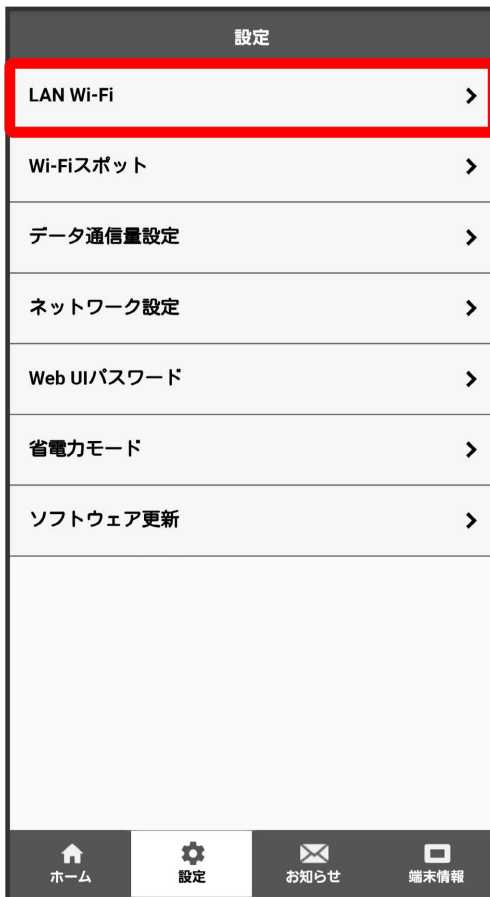 設定
LAN Wi-Fi
Wi-Fiスポット
データ通信量設定
ネットワーク設定
Web UIパスワード
省電力モード
ソフトウェア更新
ホーム
設定
お知らせ
端末情報